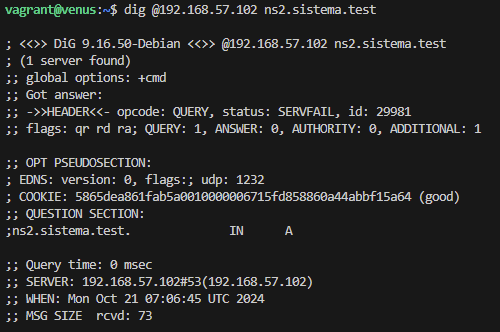 vagrant@venus:~$ dig @192.168.57.102 ns2.sistema.test

; <<>> DiG 9.16.50-Debian <<>> @192.168.57.102 ns2.sistema.test
; (1 server found)
;; global options: +cmd
;; Got answer:
;; ->>HEADER<<- opcode: QUERY, status: SERVFAIL, id: 29981
;; flags: qr rd ra; QUERY: 1, ANSWER: 0, AUTHORITY: 0, ADDITIONAL: 1

;; OPT PSEUDOSECTION:
; EDNS: version: 0, flags:; udp: 1232
; COOKIE: 5865dea861fab5a0010000006715fd858860a44abbf15a64 (good)
;; QUESTION SECTION:
;ns2.sistema.test. IN A

;; Query time: 0 msec
;; SERVER: 192.168.57.102#53(192.168.57.102)
;; WHEN: Mon Oct 21 07:06:45 UTC 2024
;; MSG SIZE rcvd: 73